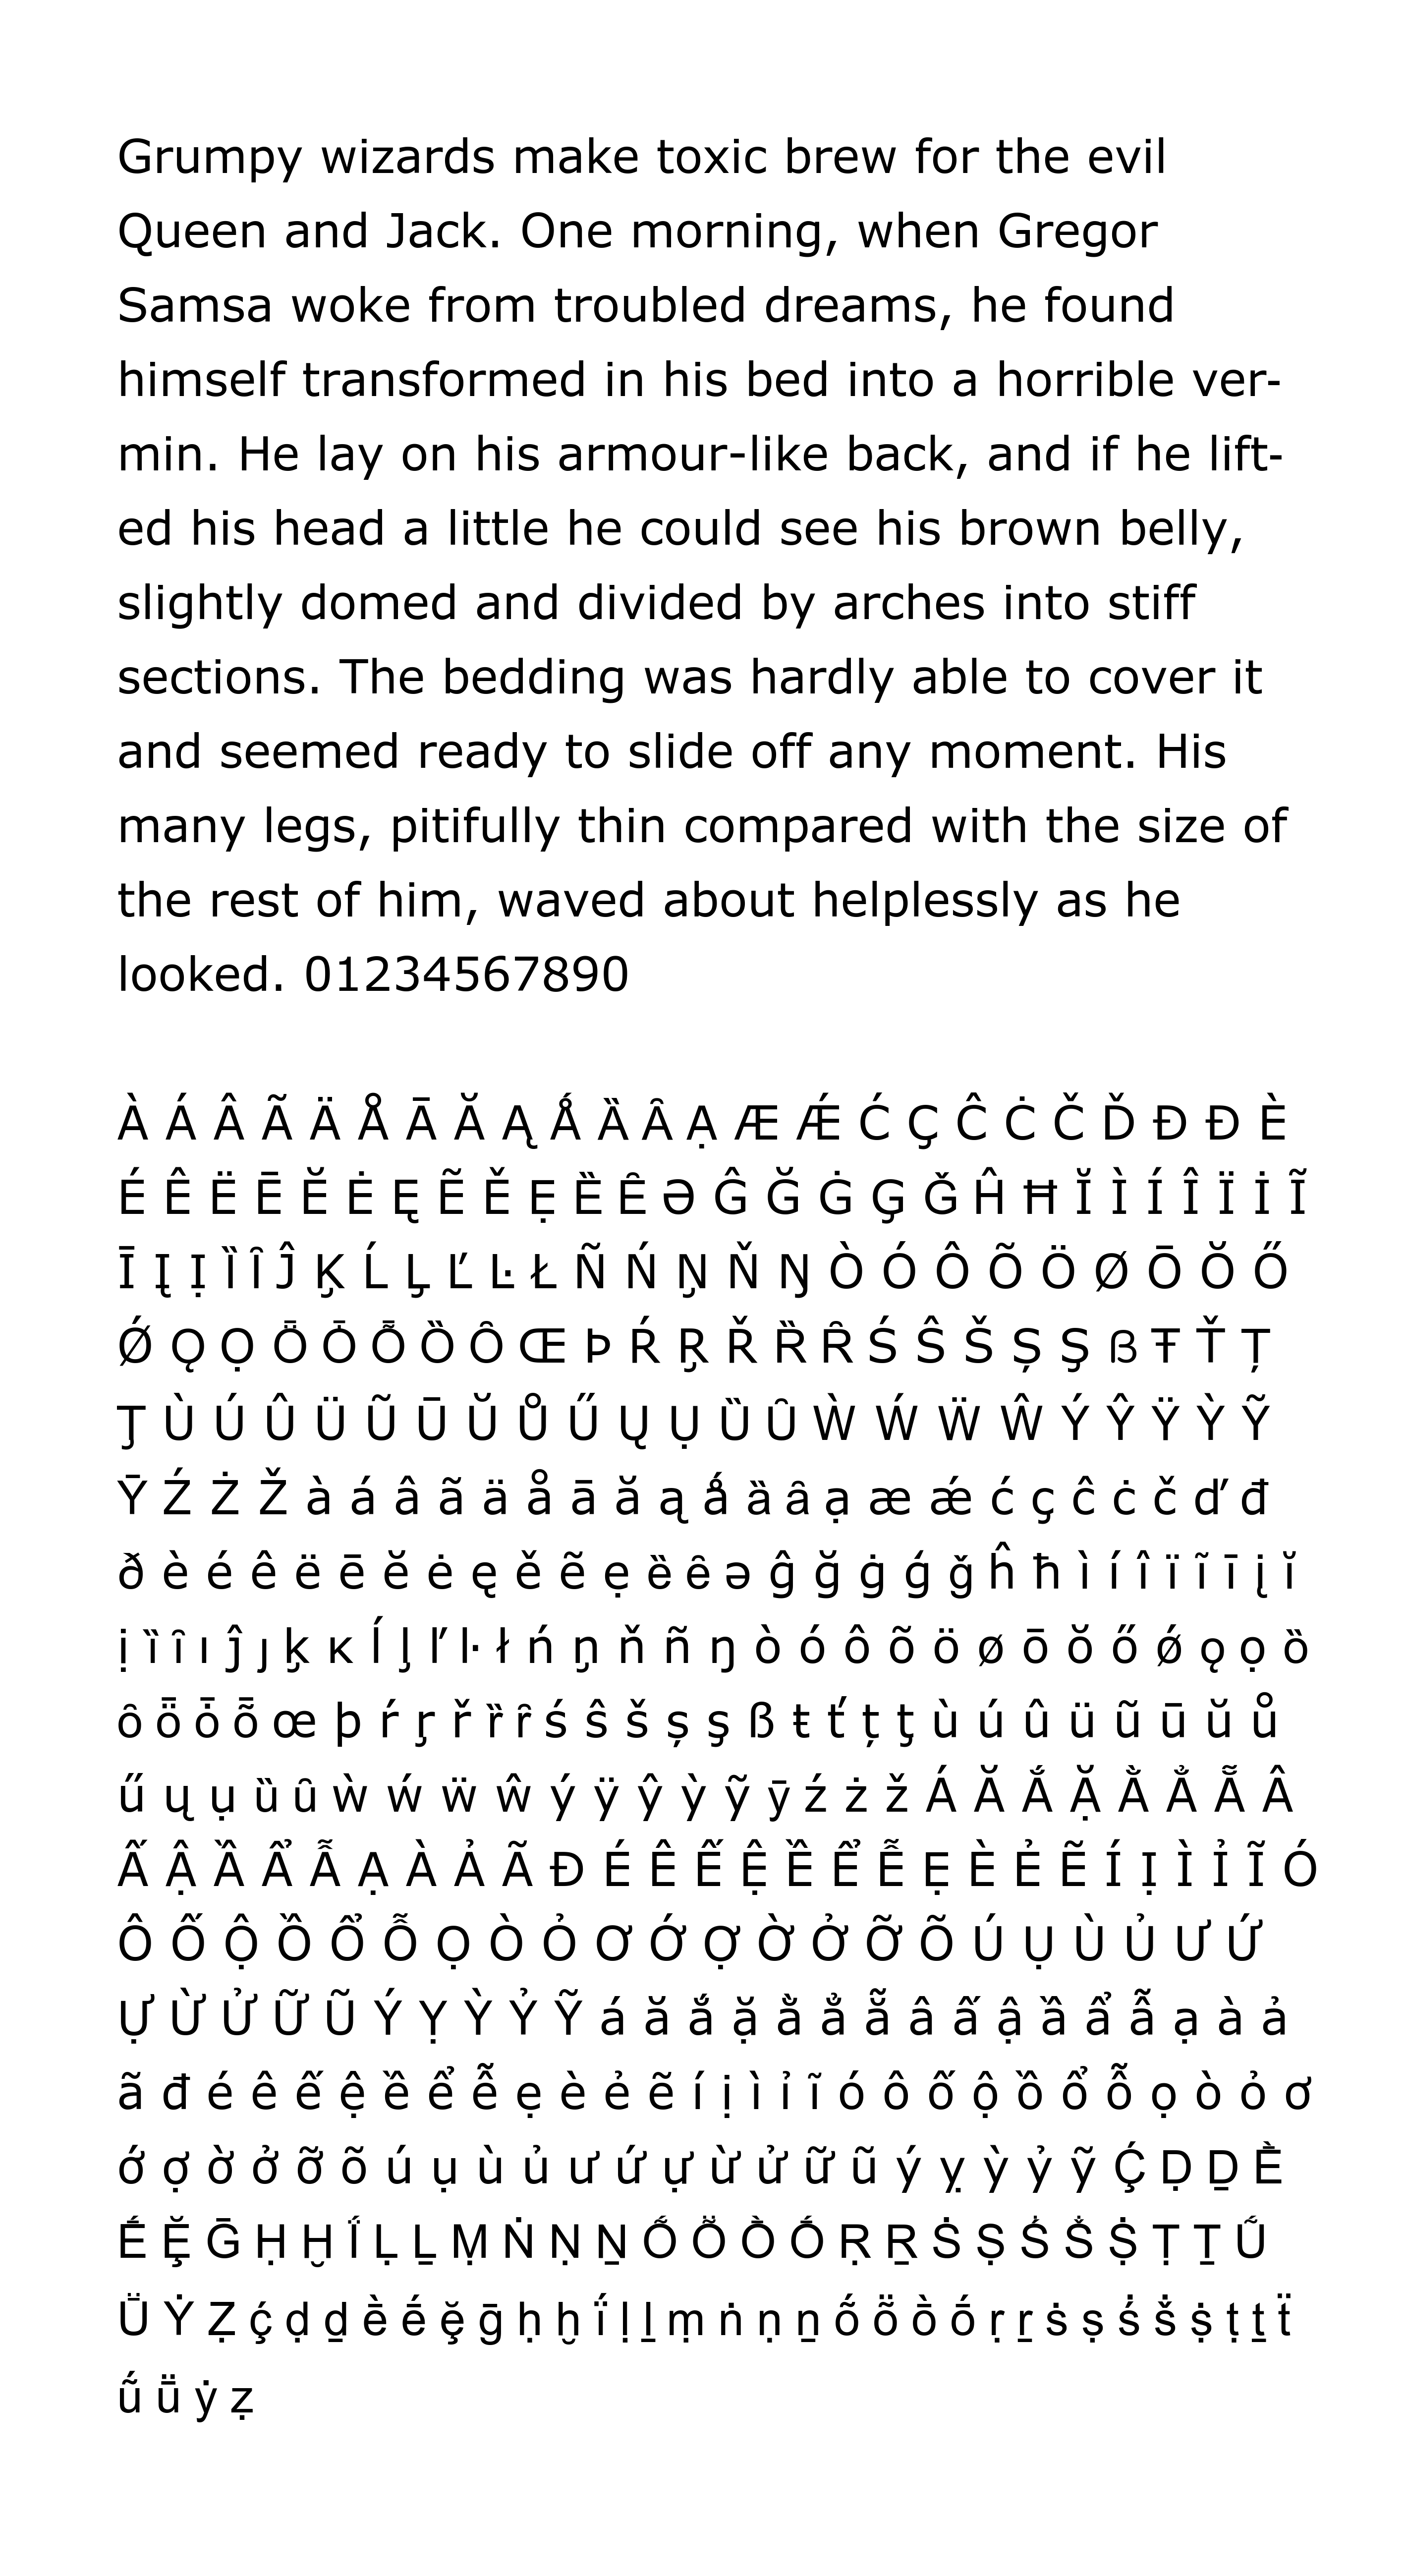 Grumpy wizards make toxic brew for the evil
Queen and Jack. One morning, when Gregor
Samsa woke from troubled dreams, he found
himself transformed in his bed into a horrible ver-
min. He lay on his armour-like back, and if he lift-
ed his head a little he could see his brown belly,
slightly domed and divided by arches into stiff
sections. The bedding was hardly able to cover it
and seemed ready to slide off any moment. His
many legs, pitifully thin compared with the size of
the rest of him, waved about helplessly as he
looked. 01234567890
À Á Â Ã Ä Å Ā Ă Ą Ǻ Ȁ Ȃ Ạ Æ Ǽ Ć Ç Ĉ Ċ Č Ď Đ Ð È
É Ê Ë Ē Ĕ Ė Ę Ẽ Ě Ẹ Ȅ Ȇ Ə Ĝ Ğ Ġ Ģ Ǧ Ĥ Ħ Ĭ Ì Í Î Ï İ Ĩ
Ī Į Ị Ȉ Ȋ Ĵ Ķ Ĺ Ļ Ľ Ŀ Ł Ñ Ń Ņ Ň Ŋ Ò Ó Ô Õ Ö Ø Ō Ŏ Ő
Ǿ Ǫ Ọ Ȫ Ȱ Ȭ Ȍ Ȏ Œ Þ Ŕ Ŗ Ř Ȑ Ȓ Ś Ŝ Š Ș Ş ẞ Ŧ Ť Ț
Ţ Ù Ú Û Ü Ũ Ū Ŭ Ů Ű Ų Ụ Ȕ Ȗ Ẁ Ẃ Ẅ Ŵ Ý Ŷ Ÿ Ỳ Ỹ
Ȳ Ź Ż Ž à á â ã ä å ā ă ą ǻ ȁ ȃ ạ æ ǽ ć ç ĉ ċ č ď đ
ð è é ê ë ē ĕ ė ę ě ẽ ẹ ȅ ȇ ə ĝ ğ ġ ģ ǧ ĥ ħ ì í î ï ĩ ī į ĭ
ị ȉ ȋ ı ĵ ȷ ķ ĸ ĺ ļ ľ ŀ ł ń ņ ň ñ ŋ ò ó ô õ ö ø ō ŏ ő ǿ ǫ ọ ȍ
ȏ ȫ ȱ ȭ œ þ ŕ ŗ ř ȑ ȓ ś ŝ š ș ş ß ŧ ť ț ţ ù ú û ü ũ ū ŭ ů
ű ų ụ ȕ ȗ ẁ ẃ ẅ ŵ ý ÿ ŷ ỳ ỹ ȳ ź ż ž Á Ă Ắ Ặ Ằ Ẳ Ẵ Â
Ấ Ậ Ầ Ẩ Ẫ Ạ À Ả Ã Đ É Ê Ế Ệ Ề Ể Ễ Ẹ È Ẻ Ẽ Í Ị Ì Ỉ Ĩ Ó
Ô Ố Ộ Ồ Ổ Ỗ Ọ Ò Ỏ Ơ Ớ Ợ Ờ Ở Ỡ Õ Ú Ụ Ù Ủ Ư Ứ
Ự Ừ Ử Ữ Ũ Ý Ỵ Ỳ Ỷ Ỹ á ă ắ ặ ằ ẳ ẵ â ấ ậ ầ ẩ ẫ ạ à ả
ã đ é ê ế ệ ề ể ễ ẹ è ẻ ẽ í ị ì ỉ ĩ ó ô ố ộ ồ ổ ỗ ọ ò ỏ ơ
ớ ợ ờ ở ỡ õ ú ụ ù ủ ư ứ ự ừ ử ữ ũ ý ỵ ỳ ỷ ỹ Ḉ Ḍ Ḏ Ḕ
Ḗ Ḝ Ḡ Ḥ Ḫ Ḯ Ḷ Ḻ Ṃ Ṅ Ṇ Ṉ Ṍ Ṏ Ṑ Ṓ Ṛ Ṟ Ṡ Ṣ Ṥ Ṧ Ṩ Ṭ Ṯ Ṹ
Ṻ Ẏ Ẓ ḉ ḍ ḏ ḕ ḗ ḝ ḡ ḥ ḫ ḯ ḷ ḻ ṃ ṅ ṇ ṉ ṍ ṏ ṑ ṓ ṛ ṟ ṡ ṣ ṥ ṧ ṩ ṭ ṯ ẗ
ṹ ṻ ẏ ẓ